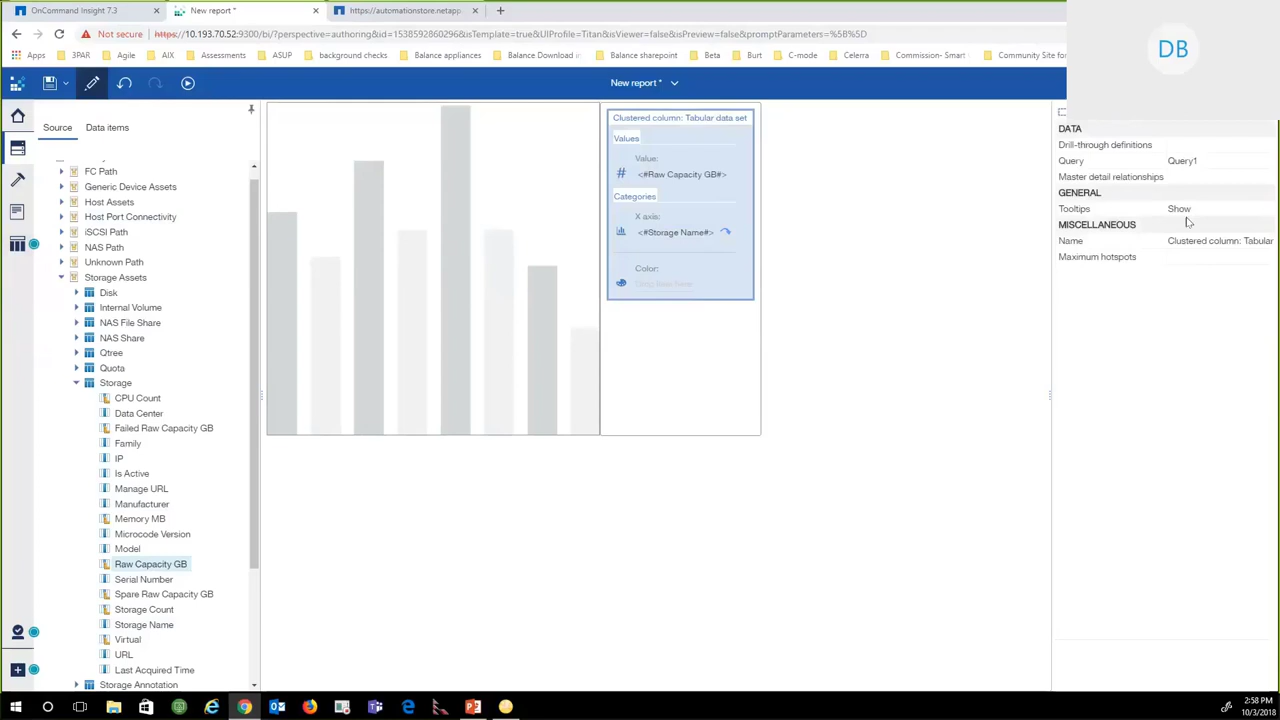 OnCommand Insight 7.3
New report *
https://automationstore.netapp
DB
Not secure
https://10.193.70.52:9300/bi/?perspective=authoring&id=1538592860296&isTemplate=true&UIProfile=Titan&isViewer=false&isPreview=false&promptParameters=%5B%5D
Apps 3PAR Agile AIX Assessments ASUP background checks Balance appliances Balance Download Balance sharepoint Bo Bs Burt C-mode Celerra Commission- Smart Community Site for
New report *
Source Data items
FC Path
Generic Device Assets
Host Assets
Host Port Connectivity
iSCSI Path
NAS Path
Unknown Path
Storage Assets
Disk
Internal Volume
NAS File Share
NAS Share
Qtree
Quota
Storage
CPU Count
Data Center
Failed Raw Capacity GB
Family
IP
Is Active
Manage URL
Manufacturer
Memory MB
Microcode Version
Model
Raw Capacity GB
Serial Number
Spare Raw Capacity GB
Storage Count
Storage Name
Virtual
URL
Last Acquired Time
Storage Annotation
Clustered column: Tabular data set
Values
Value:
<#Raw Capacity GB#>
Categories
X axis:
<#Storage Name#>
Color:
DATA
Drill-through definitions
Query Query1
Master detail relationships
GENERAL
Tooltips Show
MISCELLANEOUS
Name Clustered column: Tabular
Maximum hotspots
2:58 PM
10/3/2018